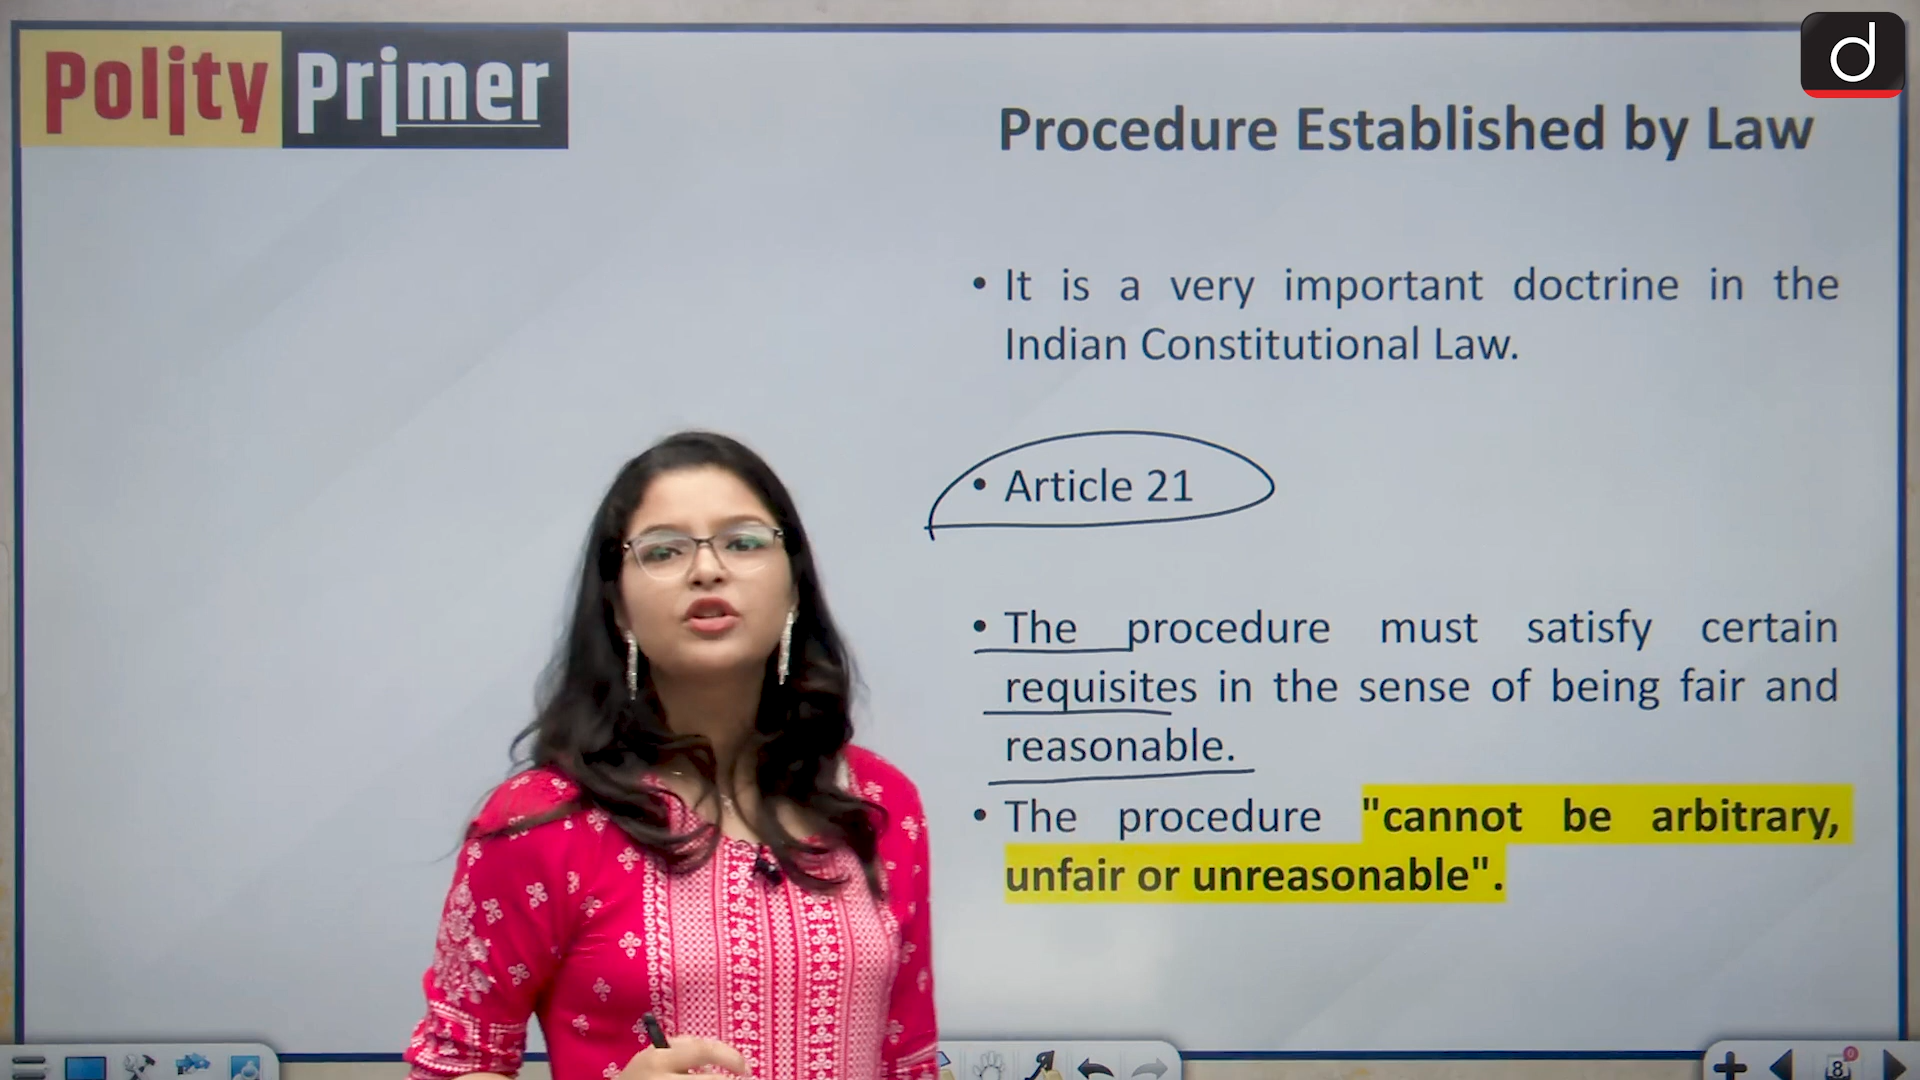 Polity Primer
d
Procedure Established by Law
• It is a very important doctrine in the
Indian Constitutional Law.
• Article 21
• The procedure must satisfy certain
requisites in the sense of being fair and
reasonable.
• The procedure "cannot be arbitrary,
unfair or unreasonable".
8
0